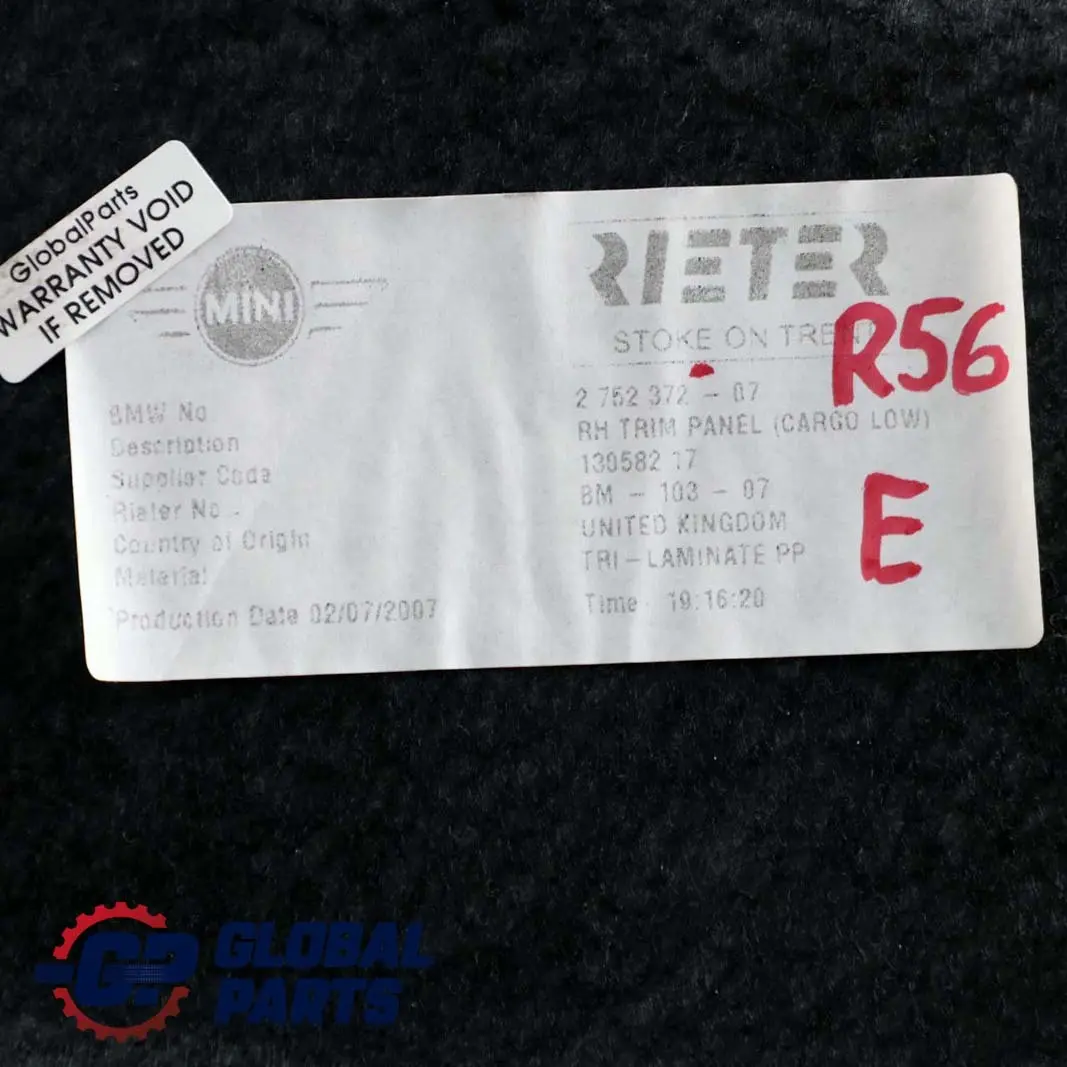 GlobalParts
WARRANTY VOID
IF REMOVED
MINI
RIETER
STOKE ON TRENT
R56
BMW No 2 752 372 - 07
Description RH TRIM PANEL (CARGO LOW)
Supplier Code 130582 17
Rieter No - BM - 103 - 07
Country of Origin UNITED KINGDOM
Material TRI-LAMINATE PP
E
Production Date 02/07/2007 Time 19:16:20
GP GLOBAL
PARTS